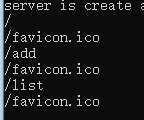 server is create a
/
/favicon.ico
/add
/favicon.ico
/list
/favicon.ico